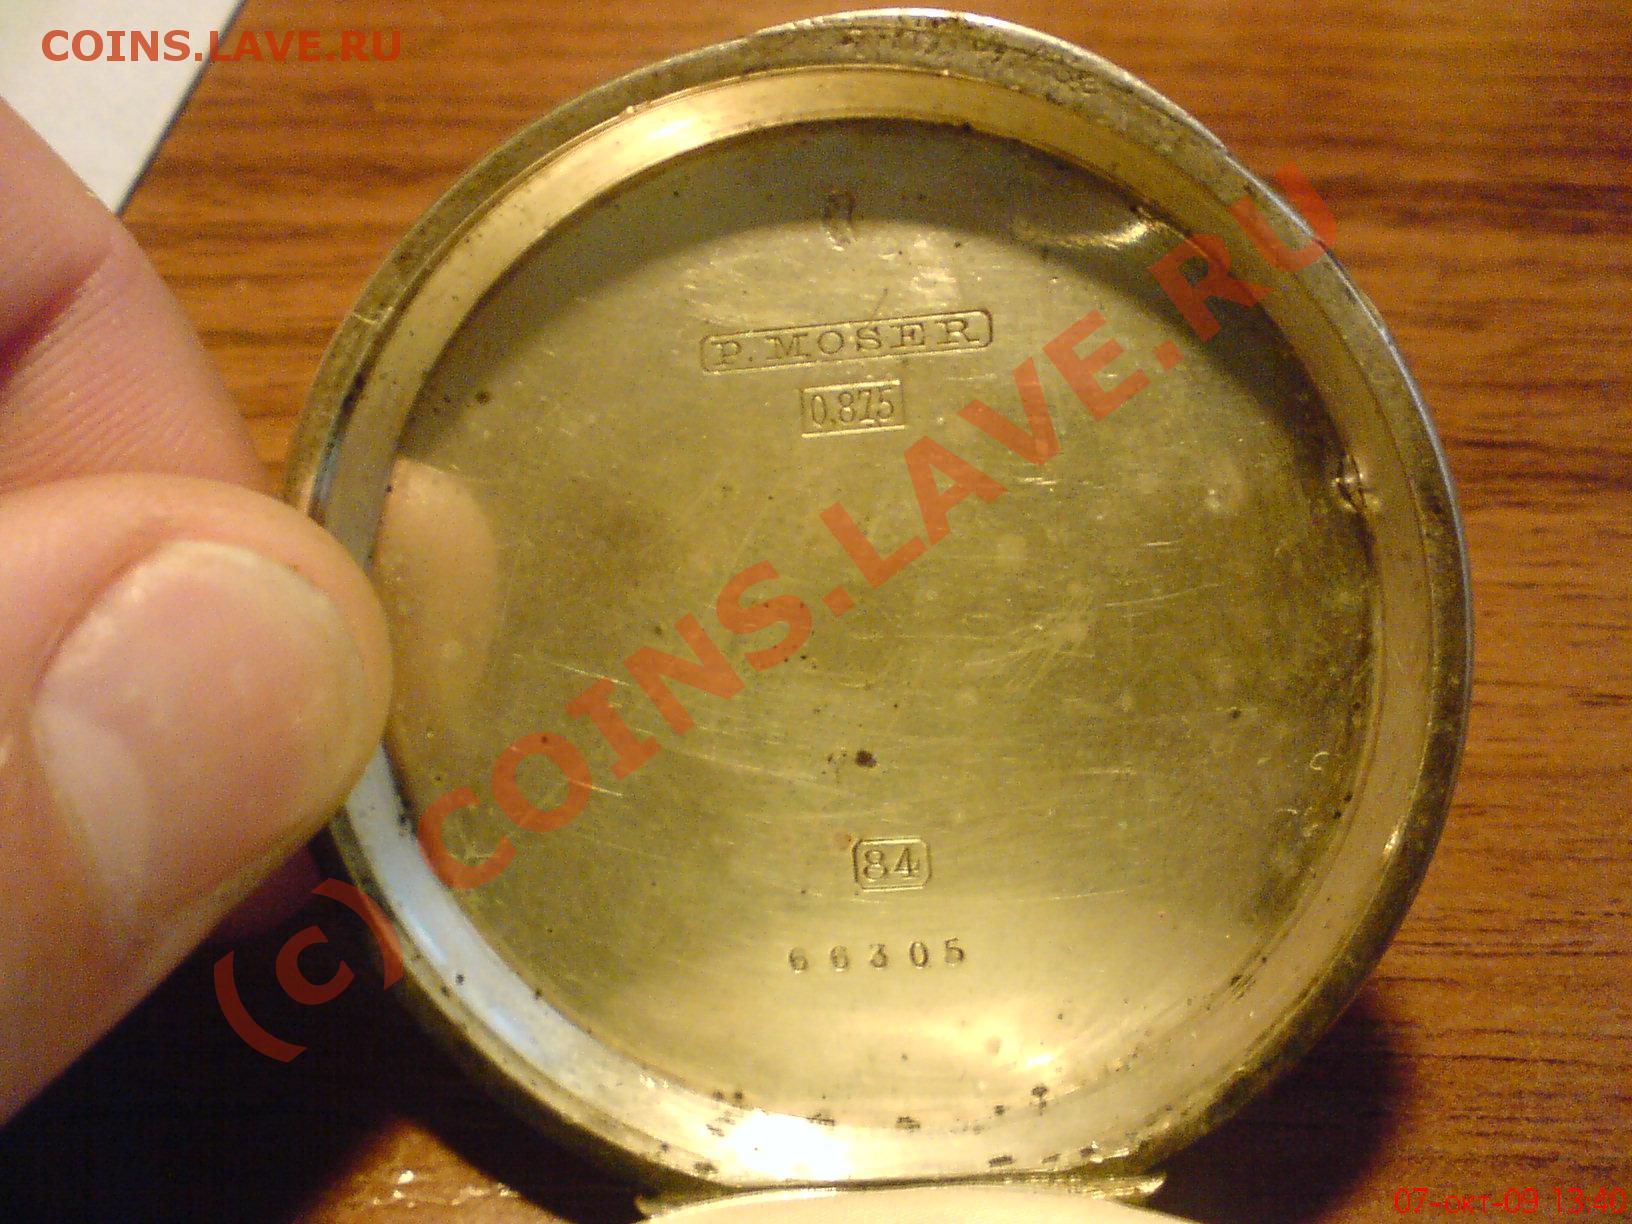 COINS.LAVE.RU
P. MOSER
0.875
(c) COINS.LAVE.RU
84
66305
07-окт-09 13:40